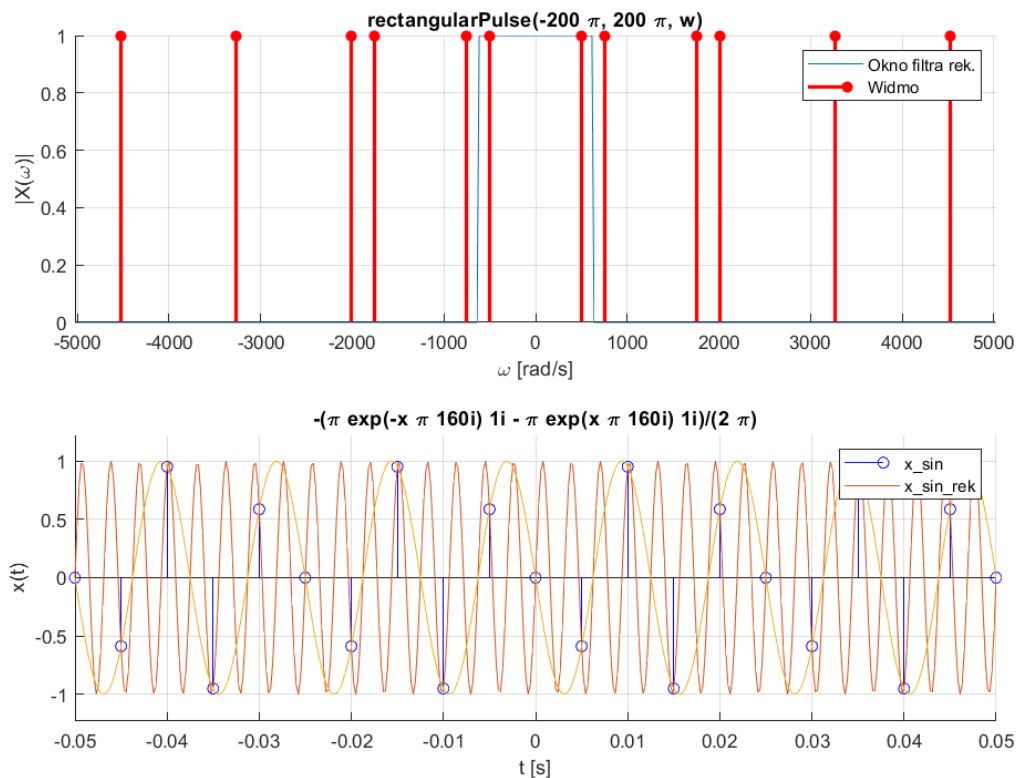 rectangularPulse(-200 π, 200 π, w)
1
0.8
0.6
0.4
0.2
0
|X(ω)|
Okno filtra rek.
Widmo
-5000 -4000 -3000 -2000 -1000 0 1000 2000 3000 4000 5000
ω [rad/s]
-(π exp(-x π 160i) 1i - π exp(x π 160i) 1i)/(2 π)
1
0.5
0
-0.5
-1
x(t)
x_sin
x_sin_rek
-0.05 -0.04 -0.03 -0.02 -0.01 0 0.01 0.02 0.03 0.04 0.05
t [s]